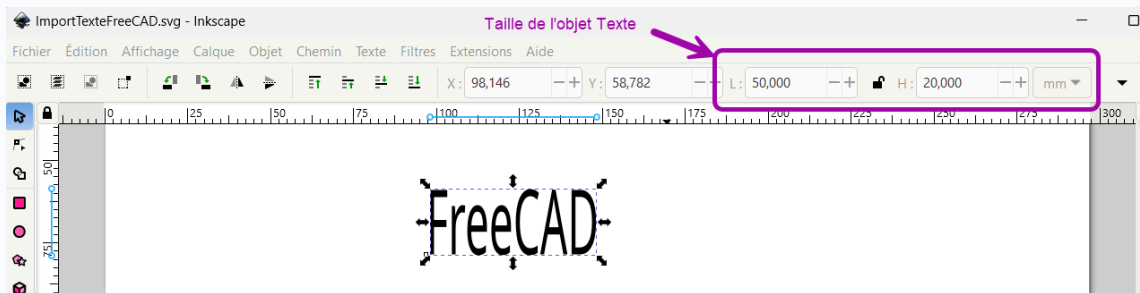 ImportTexteFreeCAD.svg - Inkscape
Taille de l'objet Texte
Fichier Édition Affichage Calque Objet Chemin Texte Filtres Extensions Aide
X: 98,146 Y: 58,782 L: 50,000 H: 20,000 mm
0 25 50 75 100 125 150 175 200 225 250 275 300
50
75
FreeCAD